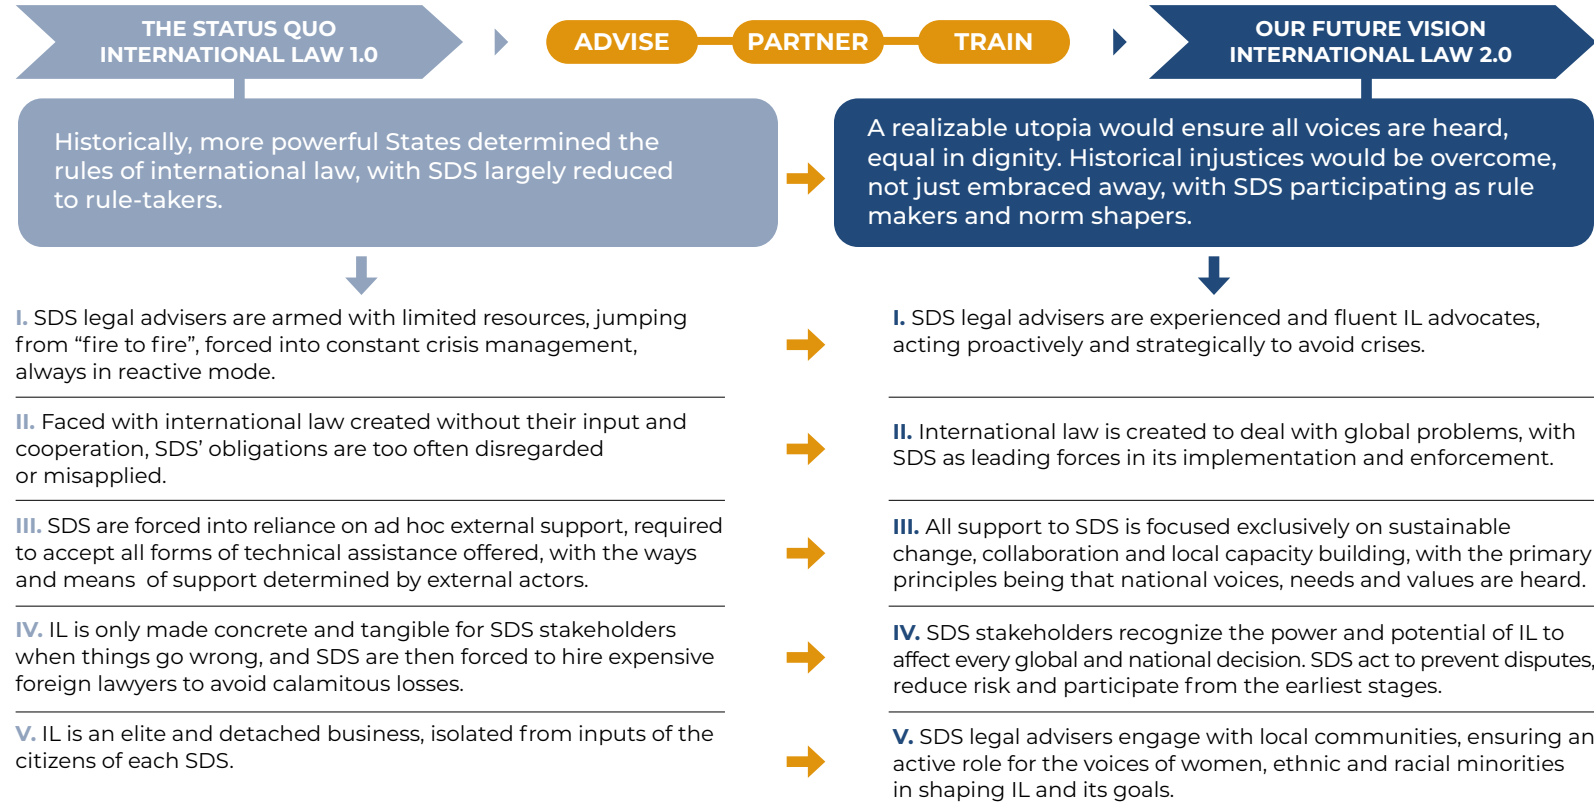 THE STATUS QUO
INTERNATIONAL LAW 1.0
ADVISE
PARTNER
TRAIN
OUR FUTURE VISION
INTERNATIONAL LAW 2.0
Historically, more powerful States determined the
rules of international law, with SDS largely reduced
to rule-takers.
A realizable utopia would ensure all voices are heard,
equal in dignity. Historical injustices would be overcome,
not just embraced away, with SDS participating as rule
makers and norm shapers.
I. SDS legal advisers are armed with limited resources, jumping
from “fire to fire”, forced into constant crisis management,
always in reactive mode.
I. SDS legal advisers are experienced and fluent IL advocates,
acting proactively and strategically to avoid crises.
II. Faced with international law created without their input and
cooperation, SDS’ obligations are too often disregarded
or misapplied.
II. International law is created to deal with global problems, with
SDS as leading forces in its implementation and enforcement.
III. SDS are forced into reliance on ad hoc external support, required
to accept all forms of technical assistance offered, with the ways
and means of support determined by external actors.
III. All support to SDS is focused exclusively on sustainable
change, collaboration and local capacity building, with the primary
principles being that national voices, needs and values are heard.
IV. IL is only made concrete and tangible for SDS stakeholders
when things go wrong, and SDS are then forced to hire expensive
foreign lawyers to avoid calamitous losses.
IV. SDS stakeholders recognize the power and potential of IL to
affect every global and national decision. SDS act to prevent disputes,
reduce risk and participate from the earliest stages.
V. IL is an elite and detached business, isolated from inputs of the
citizens of each SDS.
V. SDS legal advisers engage with local communities, ensuring an
active role for the voices of women, ethnic and racial minorities
in shaping IL and its goals.